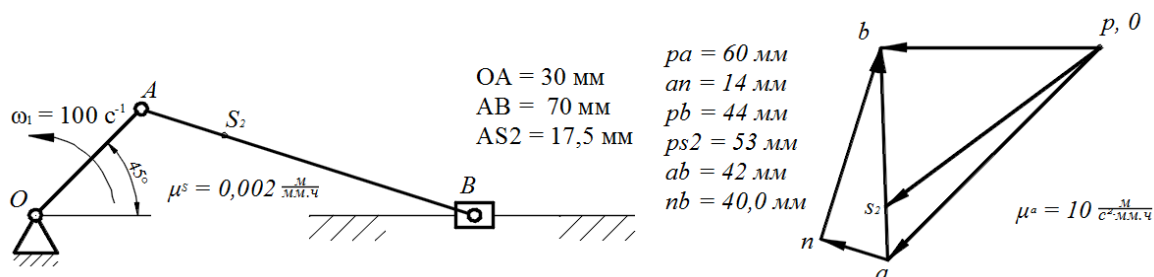 A
ω₁ = 100 с⁻¹
S₂
45°
O
B
μˢ = 0,002 м/мм.ч
OA = 30 мм
AB = 70 мм
AS2 = 17,5 мм
pa = 60 мм
an = 14 мм
pb = 44 мм
ps2 = 53 мм
ab = 42 мм
nb = 40,0 мм
b
p, 0
s₂
n
a
μᵃ = 10 м/с²·мм.ч